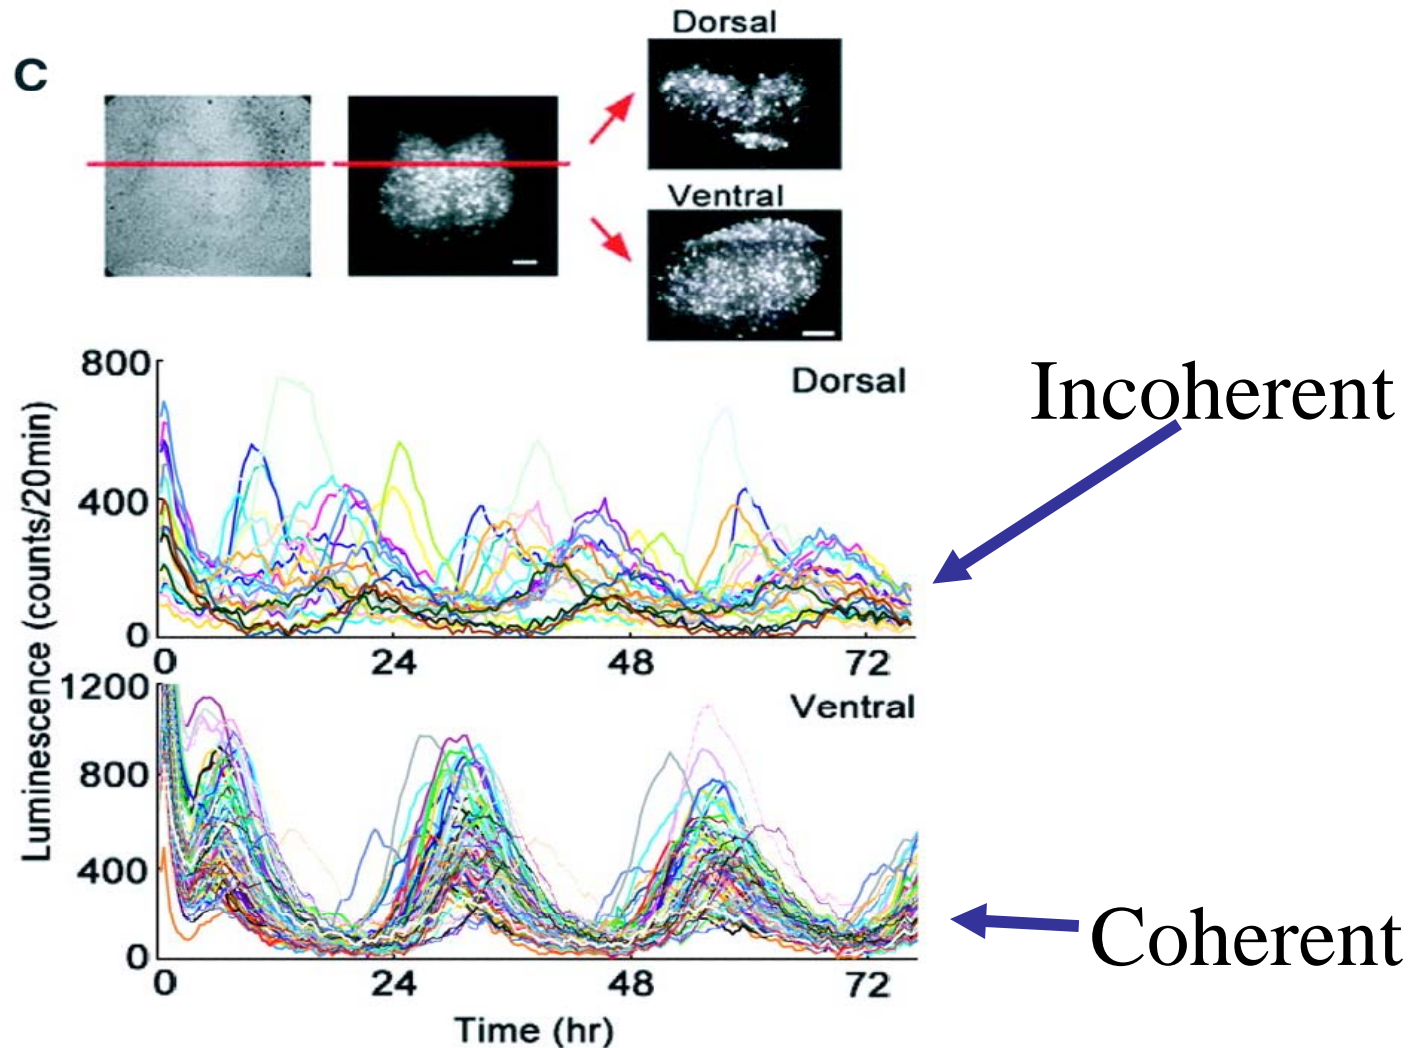 C
Dorsal
Ventral
Luminescence (counts/20min)
800
400
0
Dorsal
0
24
48
72
Incoherent
1200
800
400
0
Ventral
0
24
48
72
Coherent
Time (hr)